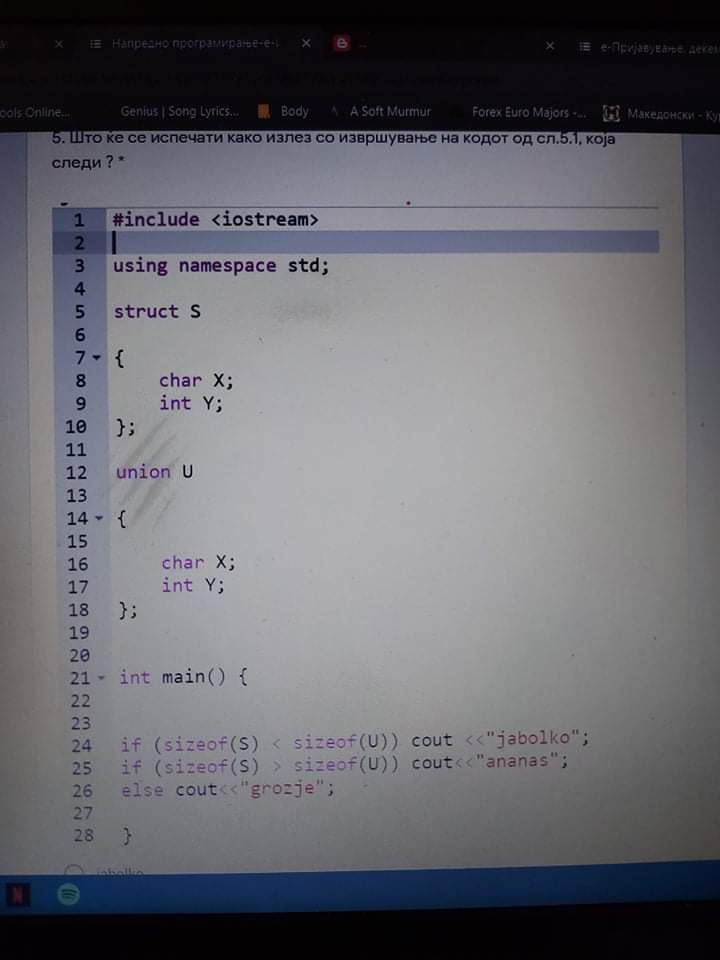 Напредно програмирање-е-
е-Пријавување. декем
ools Online...
Genius | Song Lyrics...
Body
A Soft Murmur
Forex Euro Majors -...
Македонски - Ку
5. Што ќе се испечати како излез со извршување на кодот од сл.5.1, која
следи ? *
1 #include <iostream>
2
3 using namespace std;
4
5 struct S
6
7 {
8 char X;
9 int Y;
10 };
11
12 union U
13
14 {
15
16 char X;
17 int Y;
18 };
19
20
21 int main() {
22
23
24 if (sizeof(S) < sizeof(U)) cout <<"jabolko";
25 if (sizeof(S) > sizeof(U)) cout<<"ananas";
26 else cout<<"grozje";
27
28 }
jabolko
N